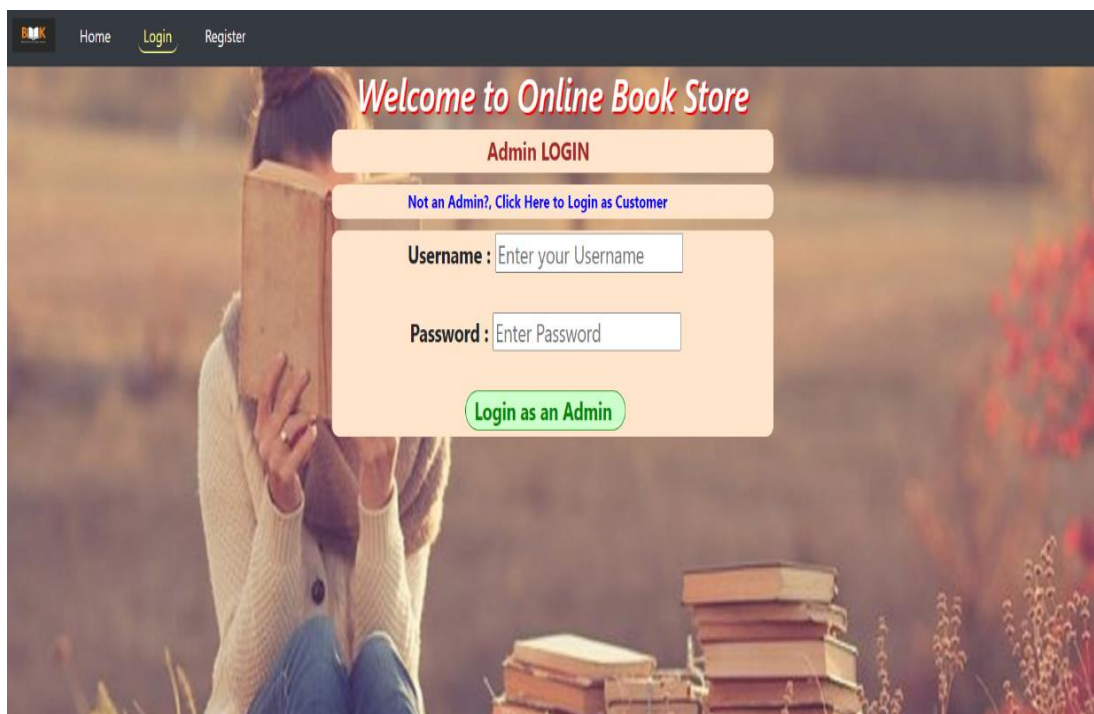 BOOK
Home Login Register
Welcome to Online Book Store
Admin LOGIN
Not an Admin?, Click Here to Login as Customer
Username : Enter your Username
Password : Enter Password
Login as an Admin